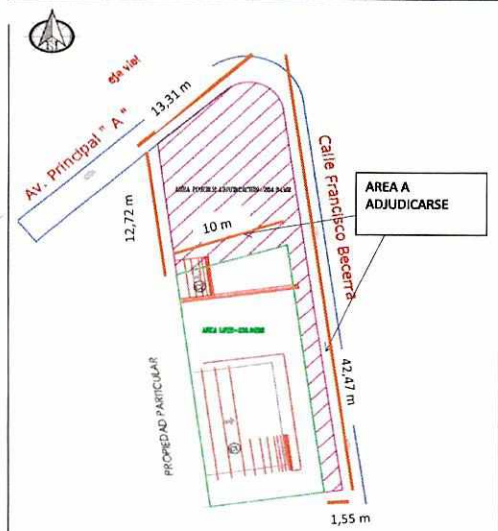 eje vial
Av. Principal " A "
13,31 m
Calle Francisco Becerra
12,72 m
10 m
AREA A
ADJUDICARSE
PROPIEDAD PARTICULAR
42,47 m
1,55 m